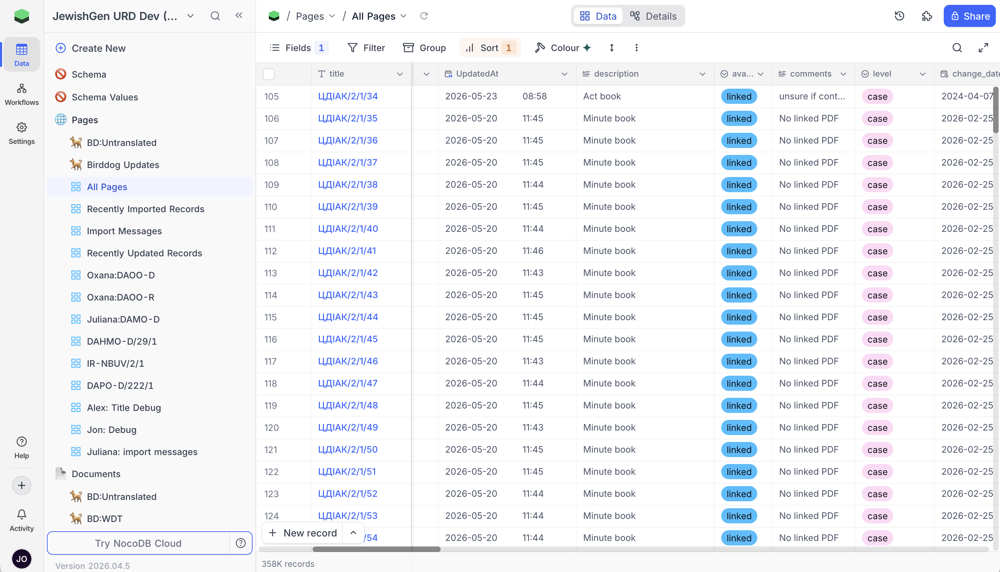 JewishGen URD Dev (...
Data
Workflows
Settings
Help
Activity
JO
Create New
Schema
Schema Values
Pages
BD:Untranslated
Birddog Updates
All Pages
Recently Imported Records
Import Messages
Recently Updated Records
Oxana:DAOO-D
Oxana:DAOO-R
Juliana:DAMO-D
DAHMO-D/29/1
IR-NBUV/2/1
DAPO-D/222/1
Alex: Title Debug
Jon: Debug
Juliana: import messages
Documents
BD:Untranslated
BD:WDT
Try NocoDB Cloud
Version 2026.04.5
/ Pages / All Pages
Data Details
Share
Fields 1 Filter Group Sort 1 Colour
title UpdatedAt description ava... comments level change_date
105 ЦДІАК/2/1/34 2026-05-23 08:58 Act book linked unsure if cont... case 2024-04-07
106 ЦДІАК/2/1/35 2026-05-20 11:45 Minute book linked No linked PDF case 2026-02-25
107 ЦДІАК/2/1/36 2026-05-20 11:45 Minute book linked No linked PDF case 2026-02-25
108 ЦДІАК/2/1/37 2026-05-20 11:45 Minute book linked No linked PDF case 2026-02-25
109 ЦДІАК/2/1/38 2026-05-20 11:44 Minute book linked No linked PDF case 2026-02-25
110 ЦДІАК/2/1/39 2026-05-20 11:45 Minute book linked No linked PDF case 2026-02-25
111 ЦДІАК/2/1/40 2026-05-20 11:44 Minute book linked No linked PDF case 2026-02-25
112 ЦДІАК/2/1/41 2026-05-20 11:46 Minute book linked No linked PDF case 2026-02-25
113 ЦДІАК/2/1/42 2026-05-20 11:43 Minute book linked No linked PDF case 2026-02-25
114 ЦДІАК/2/1/43 2026-05-20 11:45 Minute book linked No linked PDF case 2026-02-25
115 ЦДІАК/2/1/44 2026-05-20 11:45 Minute book linked No linked PDF case 2026-02-25
116 ЦДІАК/2/1/45 2026-05-20 11:45 Minute book linked No linked PDF case 2026-02-25
117 ЦДІАК/2/1/46 2026-05-20 11:43 Minute book linked No linked PDF case 2026-02-25
118 ЦДІАК/2/1/47 2026-05-20 11:44 Minute book linked No linked PDF case 2026-02-25
119 ЦДІАК/2/1/48 2026-05-20 11:45 Minute book linked No linked PDF case 2026-02-25
120 ЦДІАК/2/1/49 2026-05-20 11:43 Minute book linked No linked PDF case 2026-02-25
121 ЦДІАК/2/1/50 2026-05-20 11:45 Minute book linked No linked PDF case 2026-02-25
122 ЦДІАК/2/1/51 2026-05-20 11:45 Minute book linked No linked PDF case 2026-02-25
123 ЦДІАК/2/1/52 2026-05-20 11:44 Minute book linked No linked PDF case 2026-02-25
124 ЦДІАК/2/1/53 2026-05-20 11:44 Minute book linked No linked PDF case 2026-02-25
/54 2026-05-20 11:44 Minute book linked No linked PDF case 2026-02-25
New record
358K records